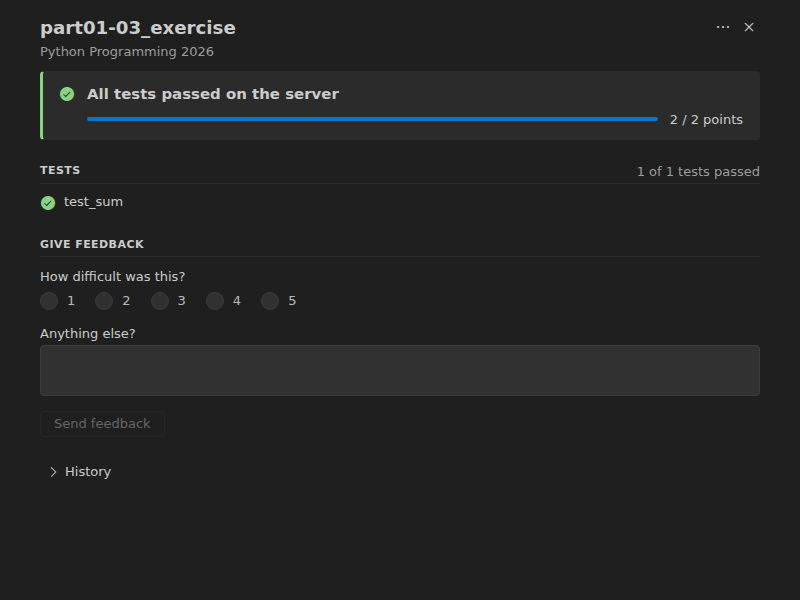 part01-03_exercise
Python Programming 2026
All tests passed on the server
2 / 2 points
TESTS
1 of 1 tests passed
test_sum
GIVE FEEDBACK
How difficult was this?
1 2 3 4 5
Anything else?
Send feedback
History